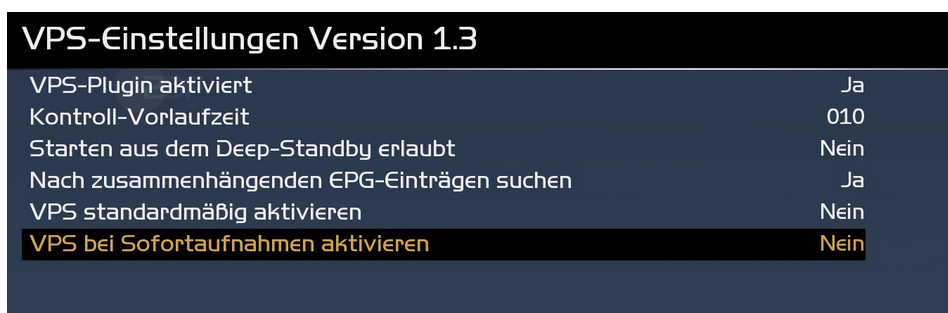 VPS-Einstellungen Version 1.3
VPS-Plugin aktiviert Ja
Kontroll-Vorlaufzeit 010
Starten aus dem Deep-Standby erlaubt Nein
Nach zusammenhängenden EPG-Einträgen suchen Ja
VPS standardmäßig aktivieren Nein
VPS bei Sofortaufnahmen aktivieren Nein